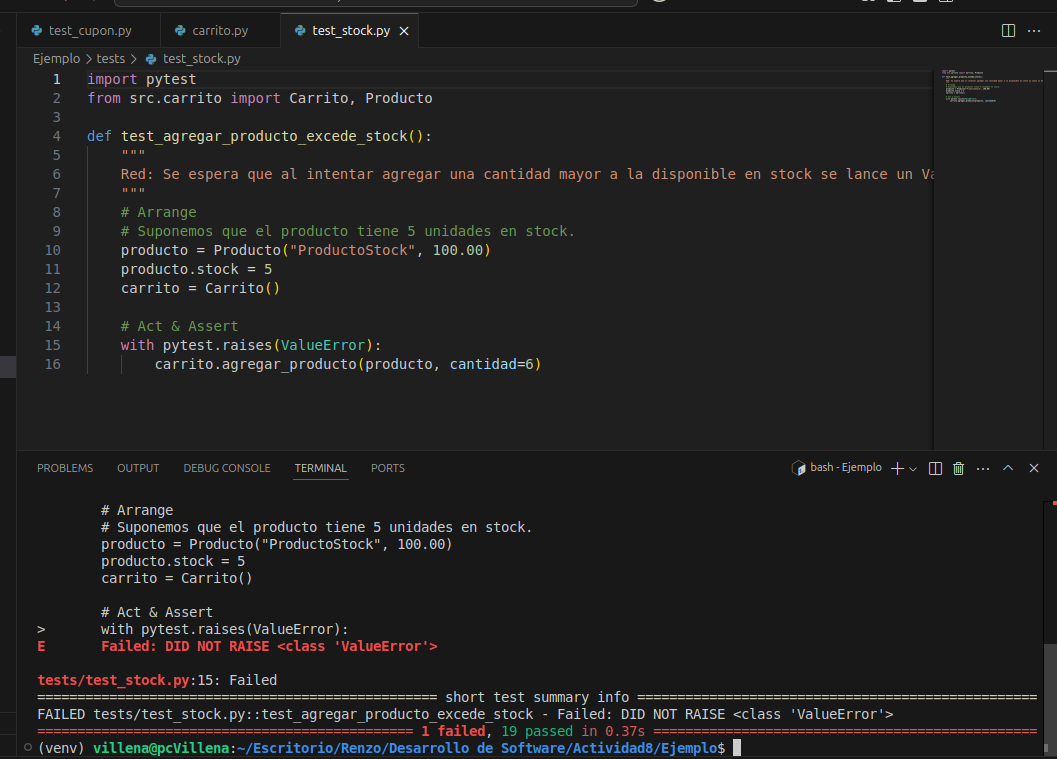 test_cupon.py carrito.py test_stock.py
Ejemplo > tests > test_stock.py
1 import pytest
2 from src.carrito import Carrito, Producto
3
4 def test_agregar_producto_excede_stock():
5 """
6 Red: Se espera que al intentar agregar una cantidad mayor a la disponible en stock se lance un Va
7 """
8 # Arrange
9 # Suponemos que el producto tiene 5 unidades en stock.
10 producto = Producto("ProductoStock", 100.00)
11 producto.stock = 5
12 carrito = Carrito()
13
14 # Act & Assert
15 with pytest.raises(ValueError):
16 carrito.agregar_producto(producto, cantidad=6)
PROBLEMS OUTPUT DEBUG CONSOLE TERMINAL PORTS bash - Ejemplo
# Arrange
# Suponemos que el producto tiene 5 unidades en stock.
producto = Producto("ProductoStock", 100.00)
producto.stock = 5
carrito = Carrito()
# Act & Assert
> with pytest.raises(ValueError):
E Failed: DID NOT RAISE <class 'ValueError'>
tests/test_stock.py:15: Failed
================================================== short test summary info ==================================================
FAILED tests/test_stock.py::test_agregar_producto_excede_stock - Failed: DID NOT RAISE <class 'ValueError'>
=============================================== 1 failed, 19 passed in 0.37s ================================================
(venv) villena@pcVillena:~/Escritorio/Renzo/Desarrollo de Software/Actividad8/Ejemplo$